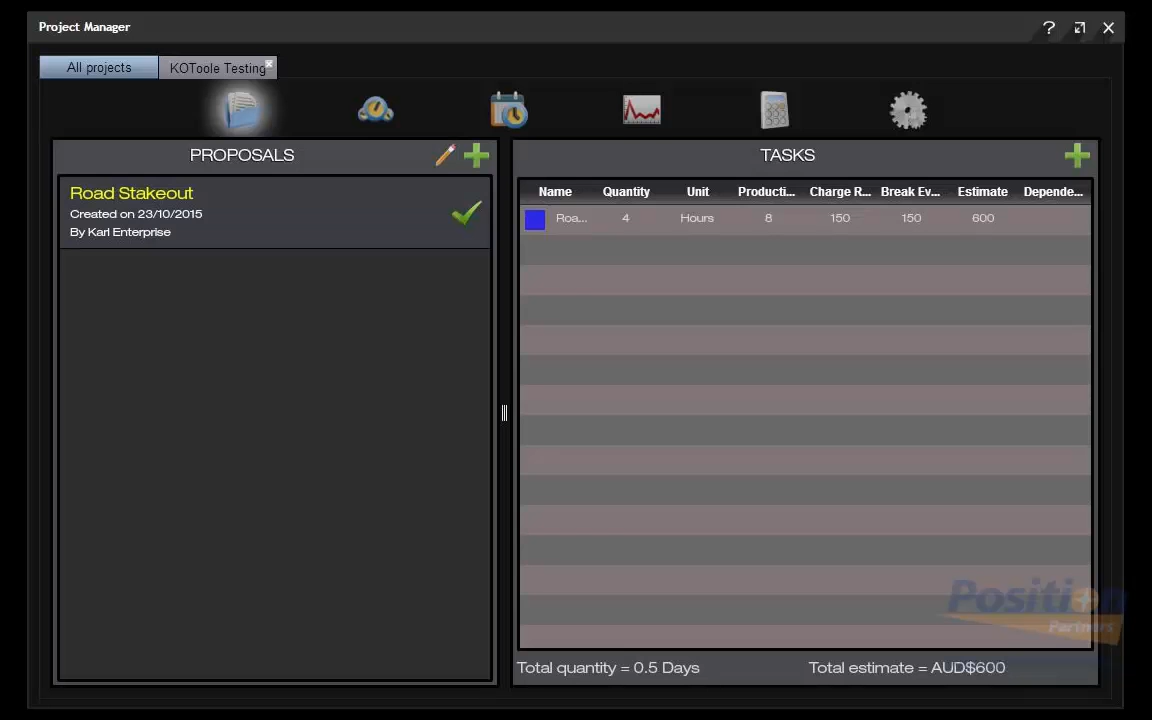 Project Manager
?
All projects
KOToole Testing
PROPOSALS
Road Stakeout
Created on 23/10/2015
By Karl Enterprise
TASKS
Name Quantity Unit Producti... Charge R... Break Ev... Estimate Depende...
Roa... 4 Hours 8 150 150 600
Total quantity = 0.5 Days
Total estimate = AUD$600
Position
Partners